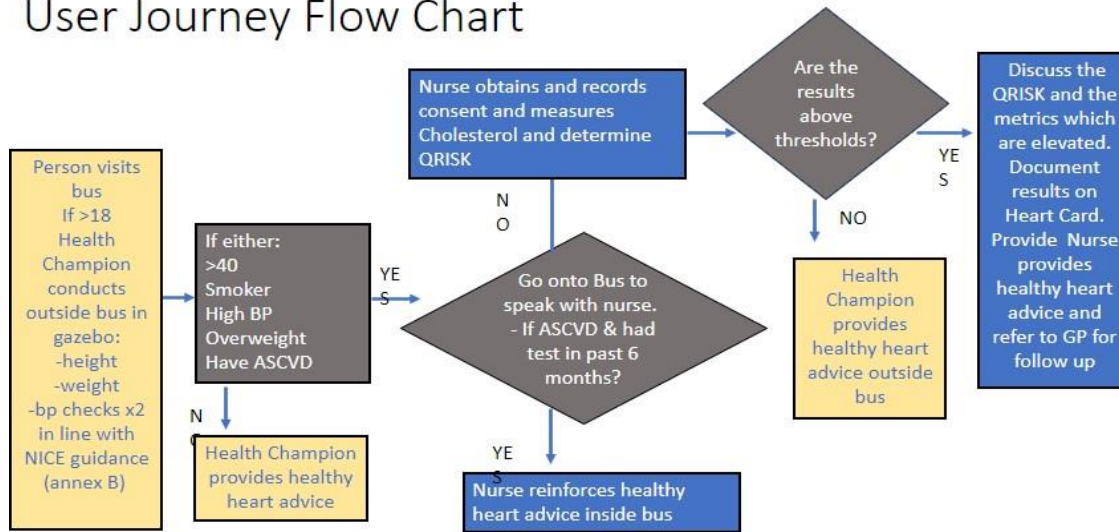 User Journey Flow Chart
Person visits
bus
If >18
Health
Champion
conducts
outside bus in
gazebo:
-height
-weight
-bp checks x2
in line with
NICE guidance
(annex B)
If either:
>40
Smoker
High BP
Overweight
Have ASCVD
YE
S
N
O
Health Champion
provides healthy
heart advice
Go onto Bus to
speak with nurse.
- If ASCVD & had
test in past 6
months?
YE
S
Nurse reinforces healthy
heart advice inside bus
N
O
Nurse obtains and records
consent and measures
Cholesterol and determine
QRISK
Are the
results
above
thresholds?
NO
Health
Champion
provides
healthy heart
advice outside
bus
YE
S
Discuss the
QRISK and the
metrics which
are elevated.
Document
results on
Heart Card.
Provide Nurse
provides
healthy heart
advice and
refer to GP for
follow up